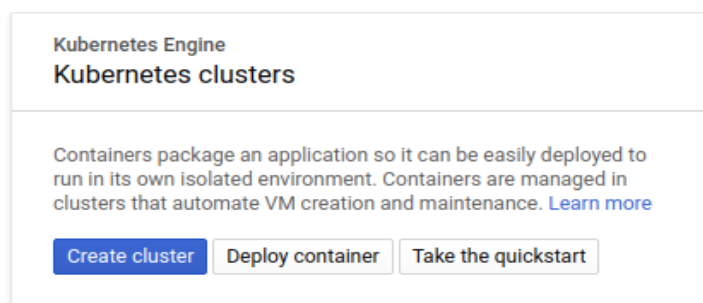 Kubernetes Engine
Kubernetes clusters
Containers package an application so it can be easily deployed to
run in its own isolated environment. Containers are managed in
clusters that automate VM creation and maintenance. Learn more
Create cluster Deploy container Take the quickstart